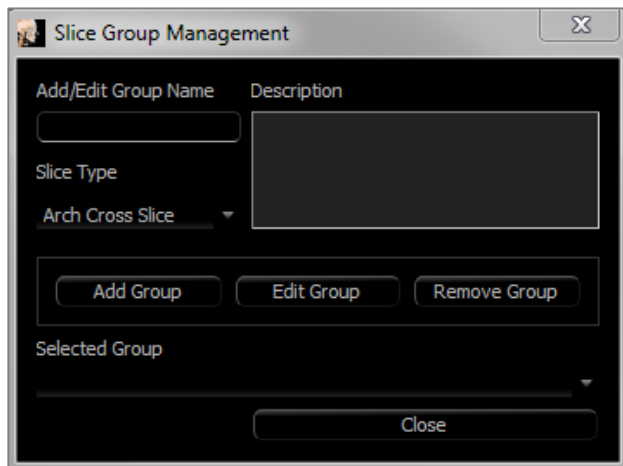 Slice Group Management
Add/Edit Group Name
Description
Slice Type
Arch Cross Slice
Add Group
Edit Group
Remove Group
Selected Group
Close